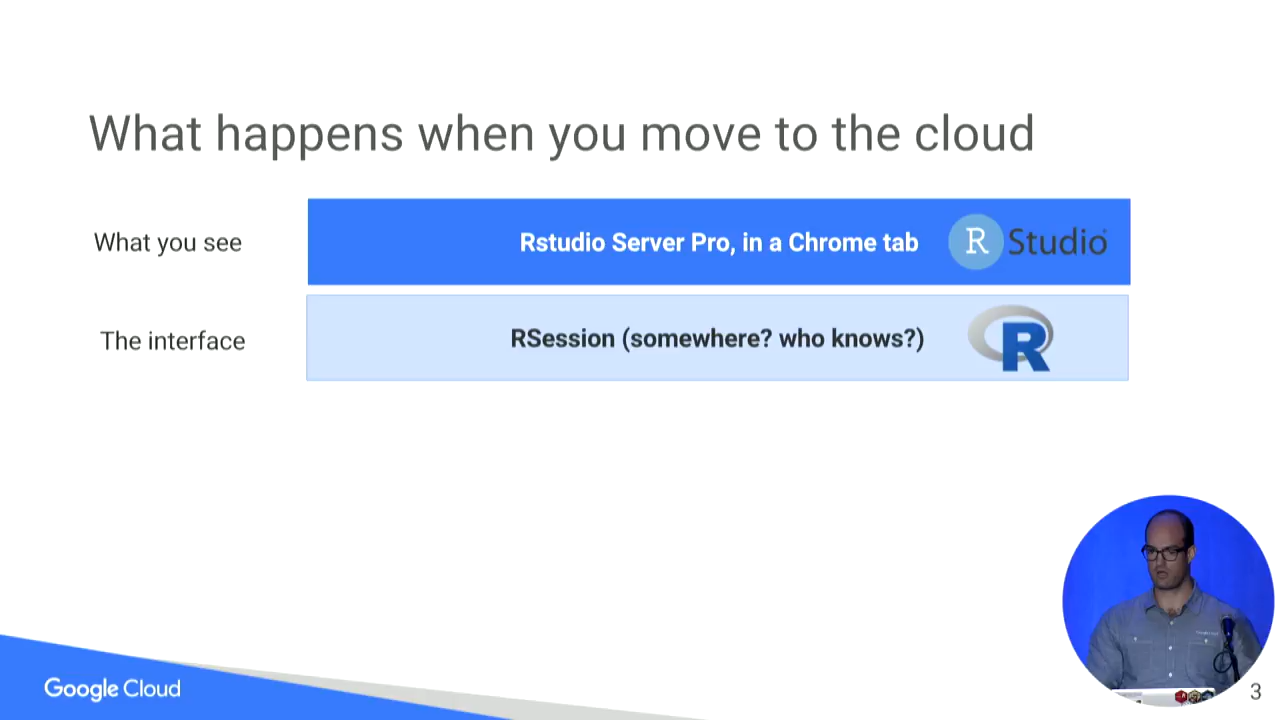 What happens when you move to the cloud
What you see
Rstudio Server Pro, in a Chrome tab
R Studio
The interface
RSession (somewhere? who knows?)
R
Google Cloud
3